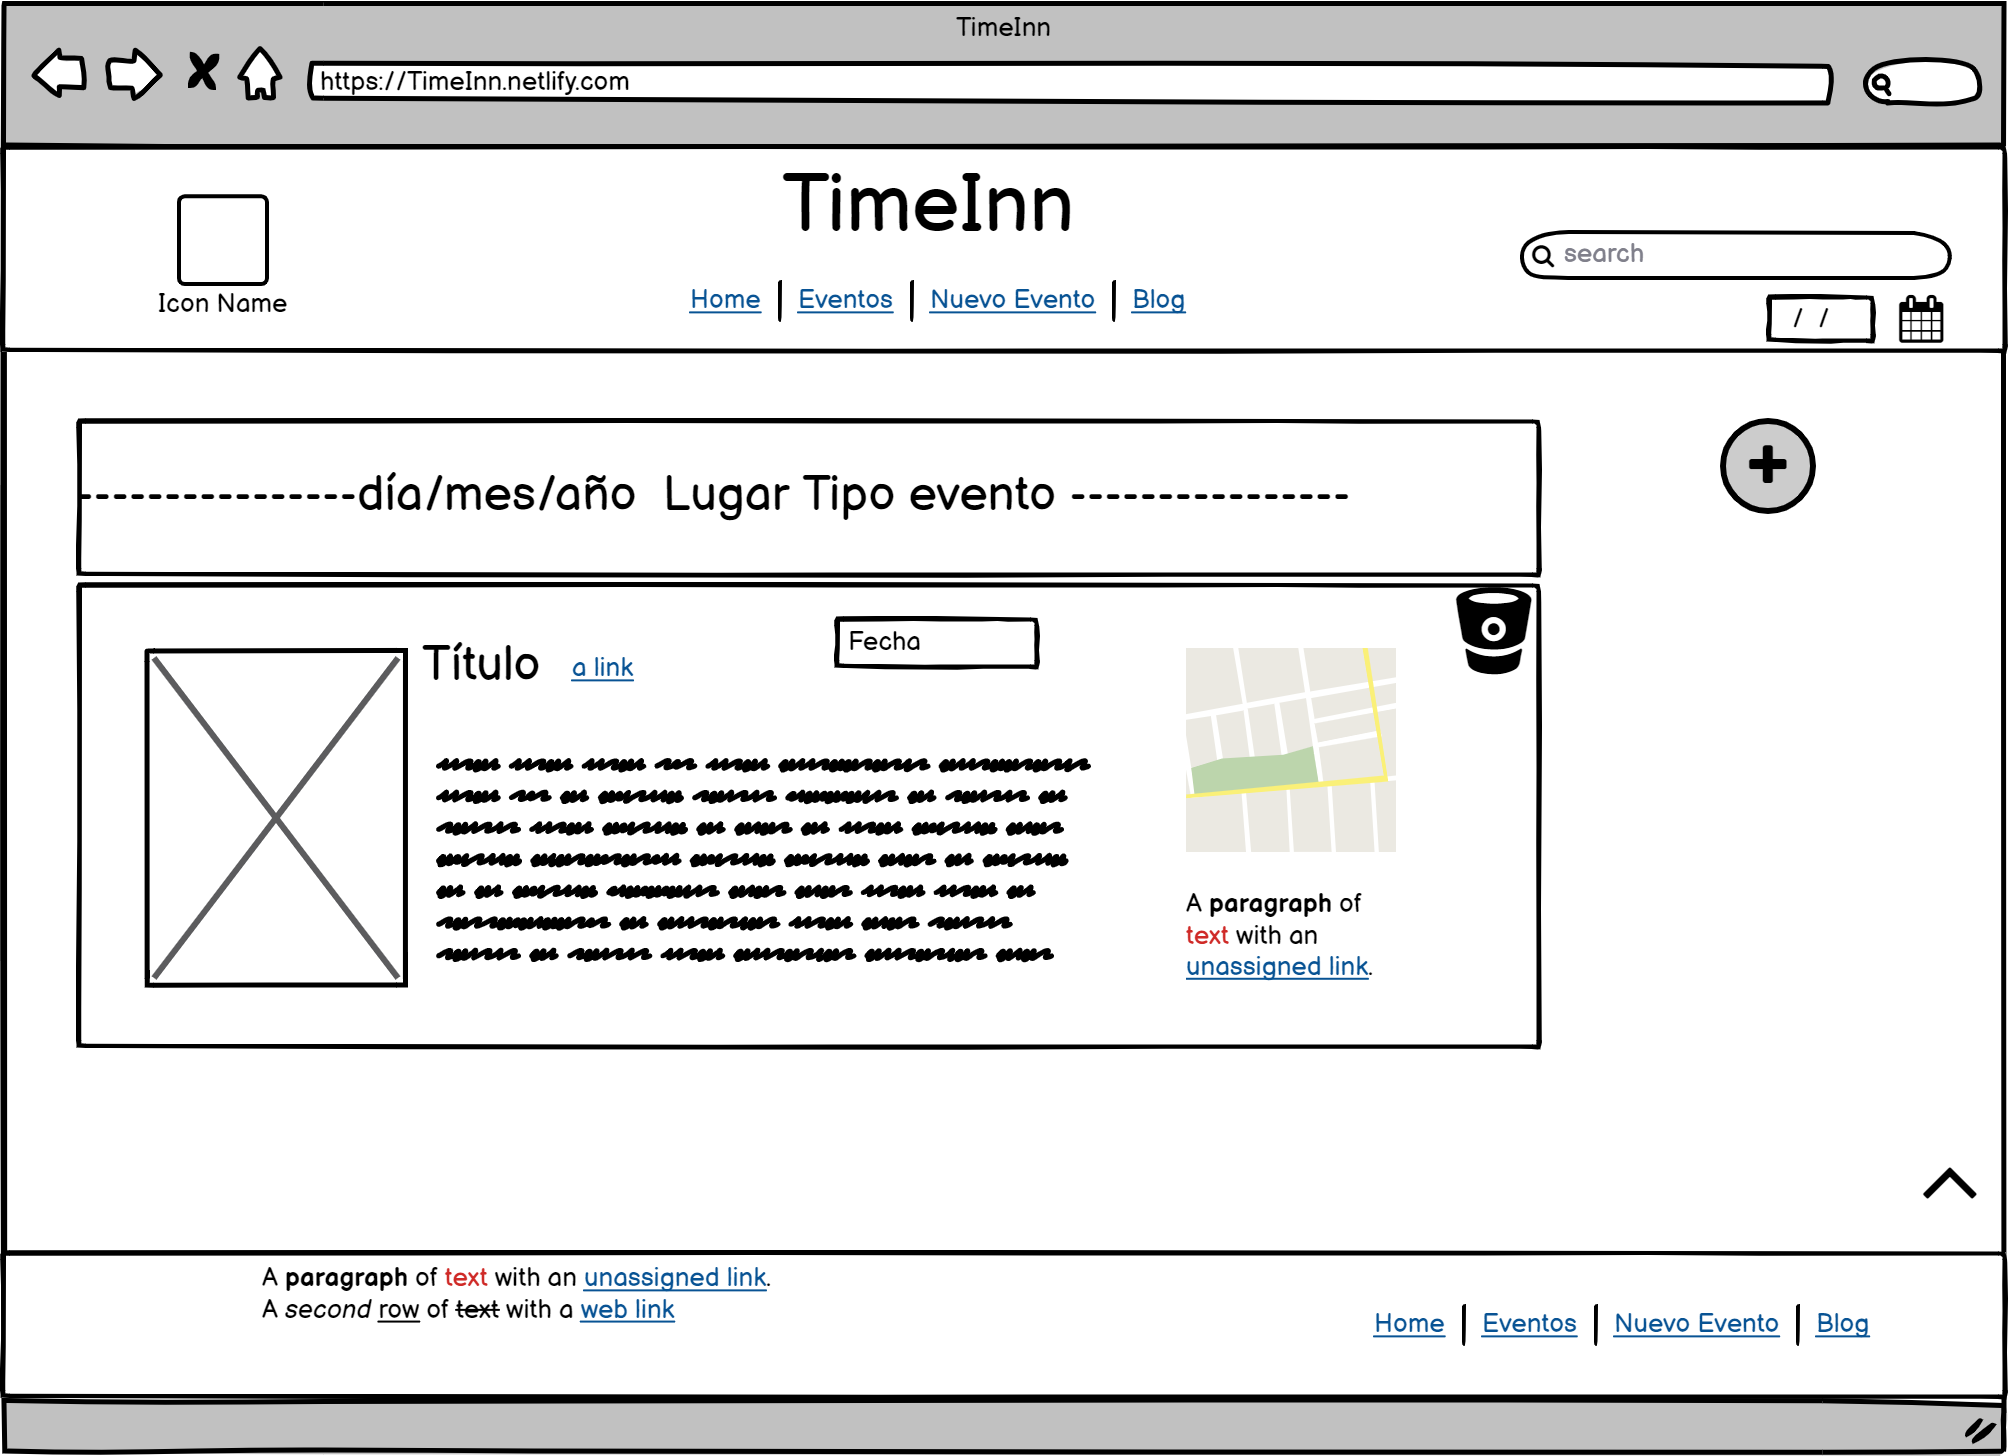 TimeInn
https://TimeInn.netlify.com
TimeInn
search
Icon Name
Home Eventos Nuevo Evento Blog
/ /
----------------día/mes/año Lugar Tipo evento ----------------
Título a link
Fecha
A paragraph of
text with an
unassigned link.
A paragraph of text with an unassigned link.
A second row of text with a web link
Home Eventos Nuevo Evento Blog